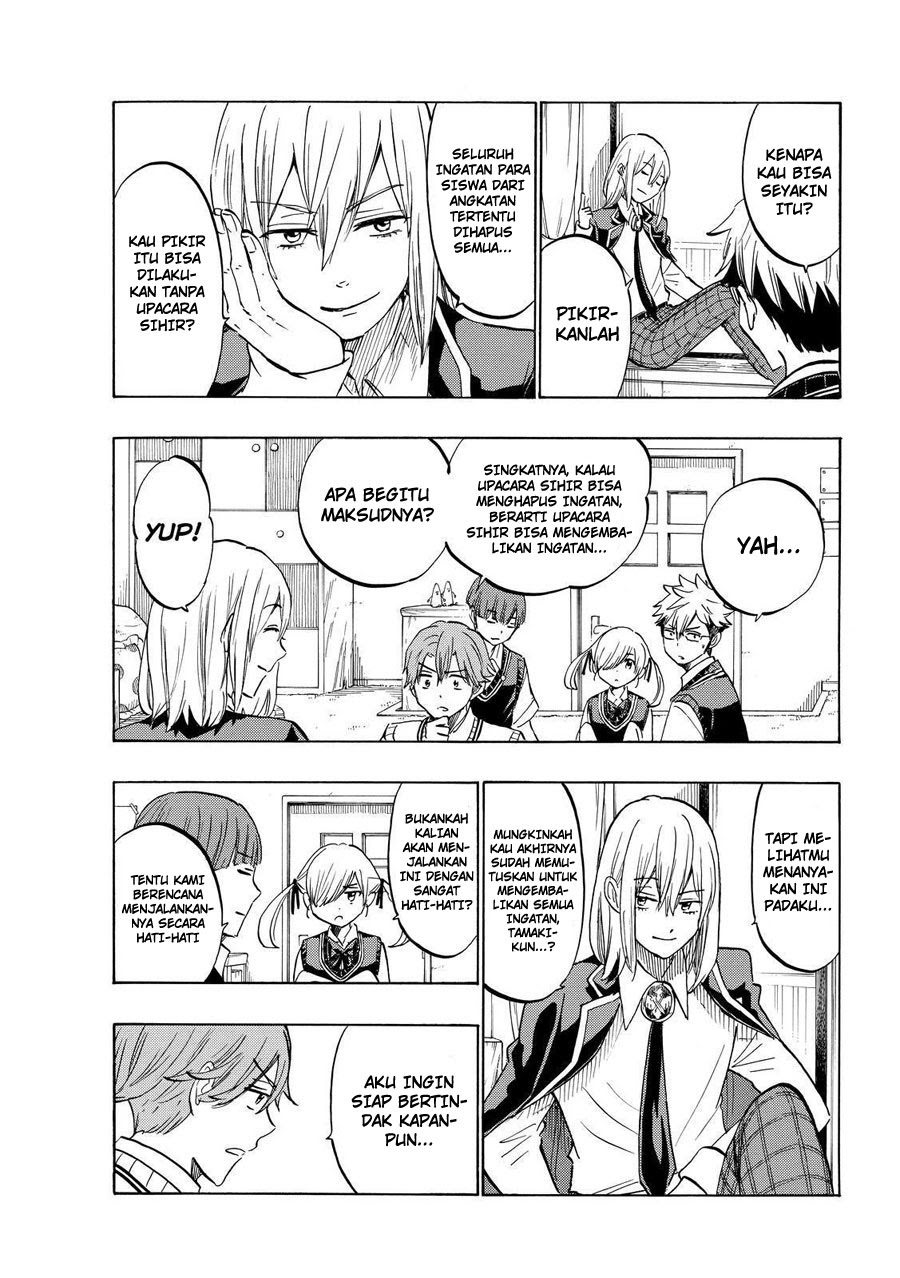 KENAPA
KAU BISA
SEYAKIN
ITU?
PIKIR-
KANLAH
SELURUH
INGATAN PARA
SISWA DARI
ANGKATAN
TERTENTU
DIHAPUS
SEMUA...
KAU PIKIR
ITU BISA
DILAKU-
KAN TANPA
UPACARA
SIHIR?
YAH...
SINGKATNYA, KALAU
UPACARA SIHIR BISA
MENGHAPUS INGATAN,
BERARTI UPACARA
SIHIR BISA MENGEMBA-
LIKAN INGATAN...
APA BEGITU
MAKSUDNYA?
YUP!
TAPI ME-
LIHATMU
MENANYA-
KAN INI
PADAKU...
MUNGKINKAH
KAU AKHIRNYA
SUDAH MEMU-
TUSKAN UNTUK
MENGEMBA-
LIKAN SEMUA
INGATAN,
TAMAKI-
KUN...?
BUKANKAH
KALIAN
AKAN MEN-
JALANKAN
INI DENGAN
SANGAT
HATI-HATI?
TENTU KAMI
BERENCANA
MENJALANKAN-
NYA SECARA
HATI-HATI
AKU INGIN
SIAP BERTIN-
DAK KAPAN-
PUN...